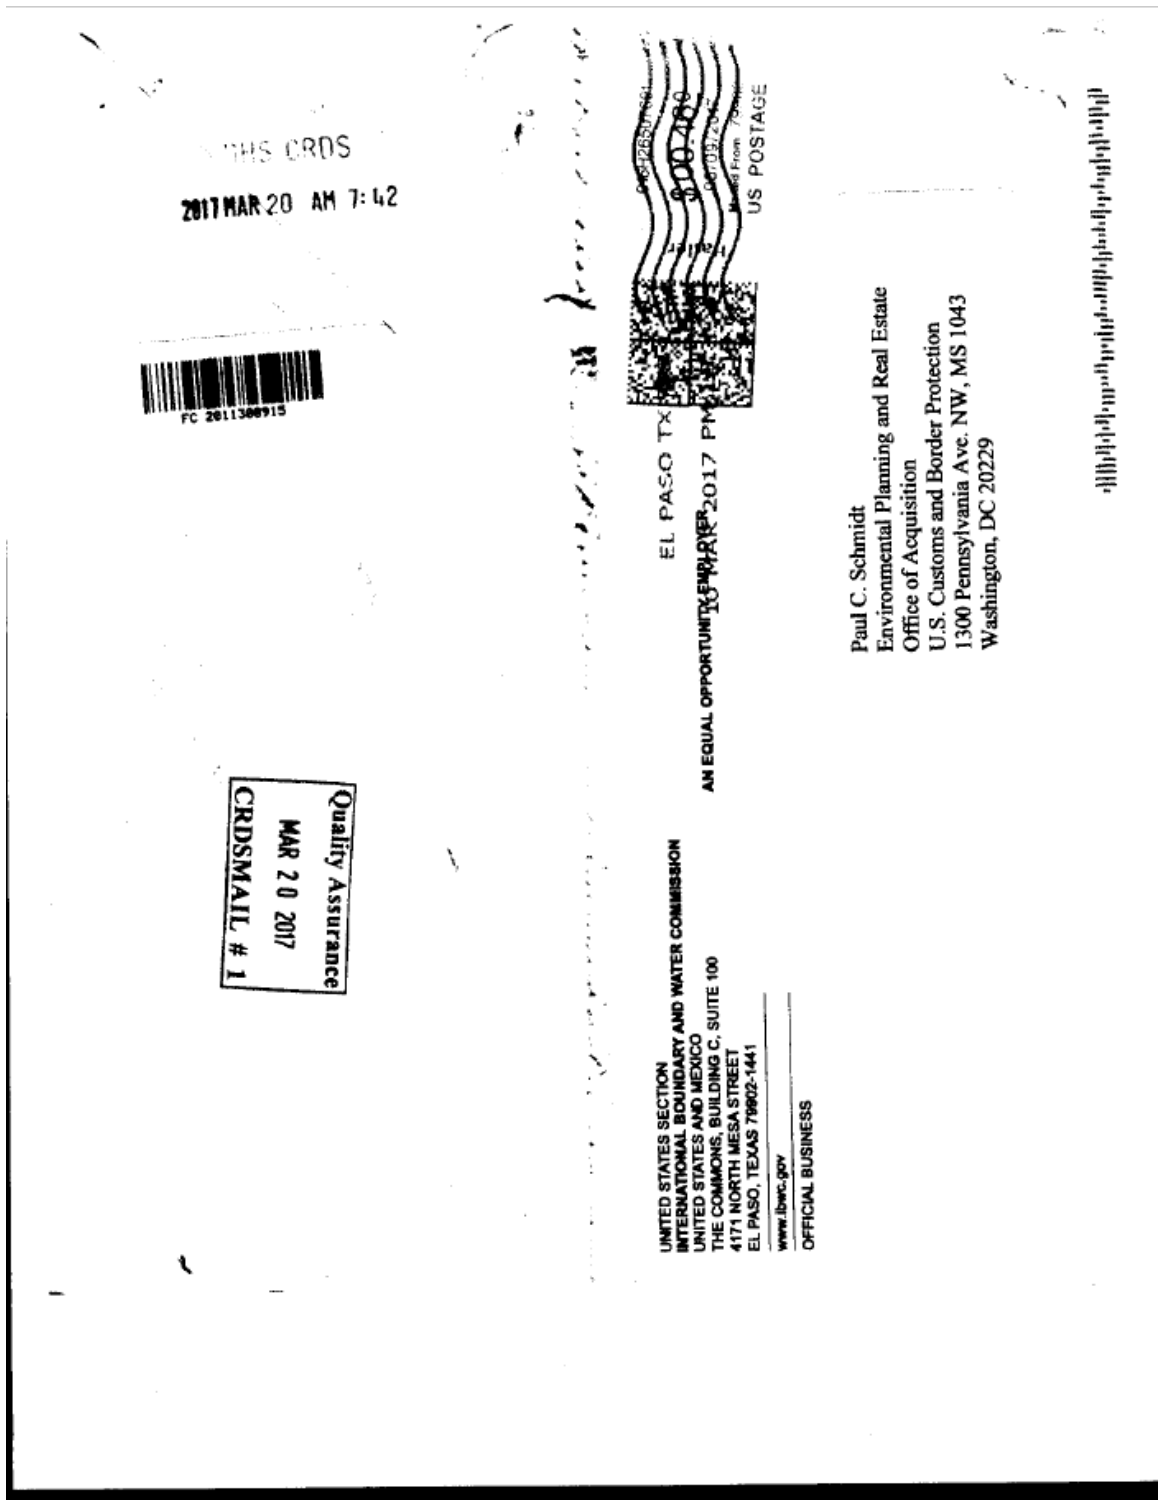 DHS CRDS
2017 MAR 20 AM 7:42
FC 2011300915
Quality Assurance
MAR 20 2017
CRDSMAIL # 1
$00.460
Mailed From
US POSTAGE
EL PASO TX
10 MAR 2017 PM
AN EQUAL OPPORTUNITY EMPLOYER
UNITED STATES SECTION
INTERNATIONAL BOUNDARY AND WATER COMMISSION
UNITED STATES AND MEXICO
THE COMMONS, BUILDING C, SUITE 100
4171 NORTH MESA STREET
EL PASO, TEXAS 79902-1441
www.ibwc.gov
OFFICIAL BUSINESS
Paul C. Schmidt
Environmental Planning and Real Estate
Office of Acquisition
U.S. Customs and Border Protection
1300 Pennsylvania Ave. NW, MS 1043
Washington, DC 20229